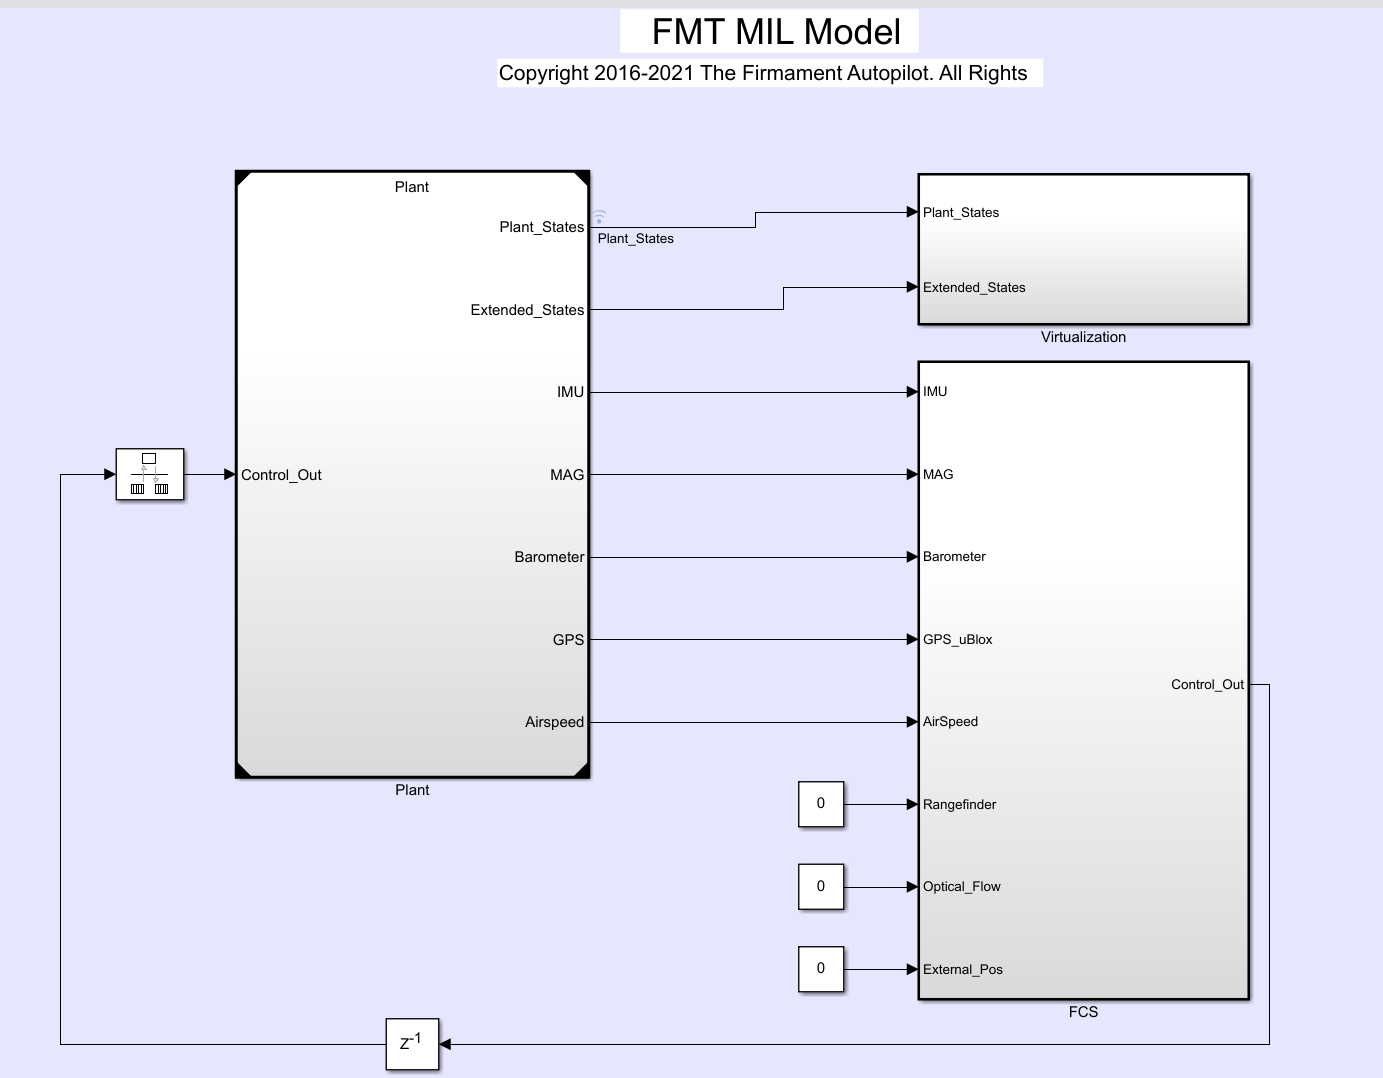 FMT MIL Model
Copyright 2016-2021 The Firmament Autopilot. All Rights
Plant
Plant_States
Plant_States
Extended_States
IMU
Control_Out
MAG
Barometer
GPS
Airspeed
Plant
Plant_States
Extended_States
Virtualization
IMU
MAG
Barometer
GPS_uBlox
Control_Out
AirSpeed
0
Rangefinder
0
Optical_Flow
0
External_Pos
FCS
z-1